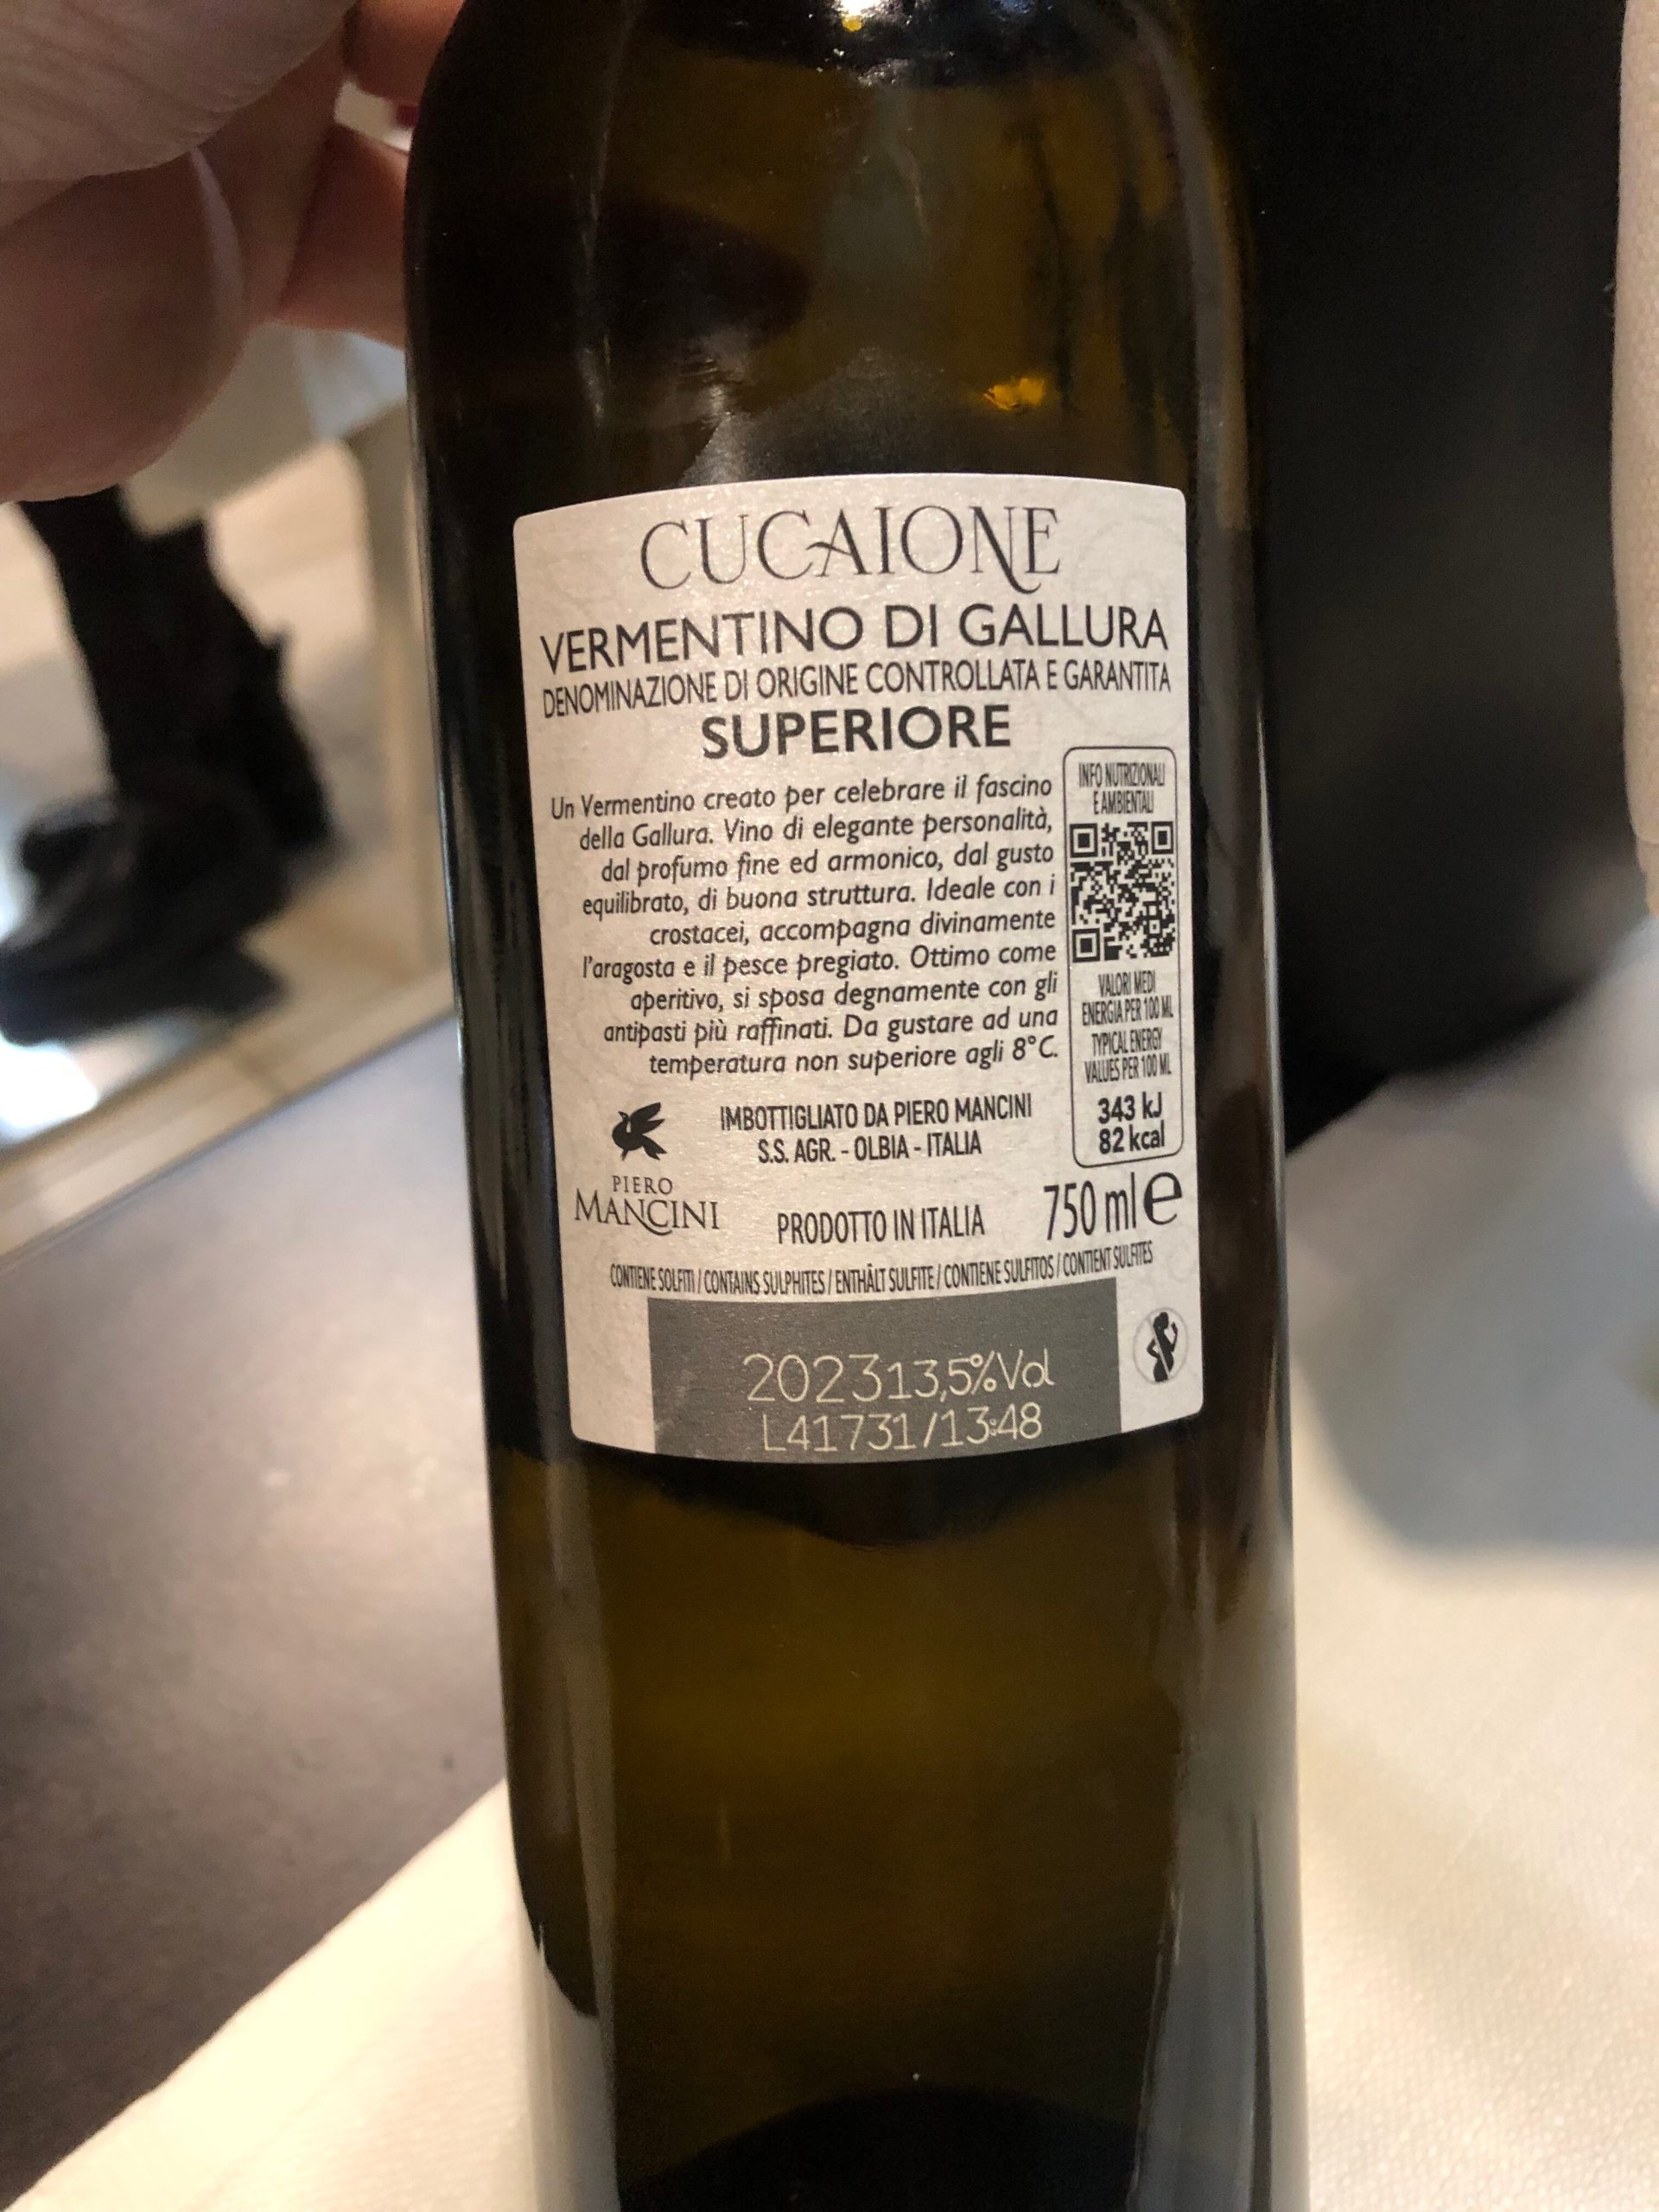 CUCAIONE
VERMENTINO DI GALLURA
DENOMINAZIONE DI ORIGINE CONTROLLATA E GARANTITA
SUPERIORE
Un Vermentino creato per celebrare il fascino
della Gallura. Vino di elegante personalità,
dal profumo fine ed armonico, dal gusto
equilibrato, di buona struttura. Ideale con i
crostacei, accompagna divinamente
l'aragosta e il pesce pregiato. Ottimo come
aperitivo, si sposa degnamente con gli
antipasti più raffinati. Da gustare ad una
temperatura non superiore agli 8°C.
INFO NUTRIZIONALI
E AMBIENTALI
VALORI MEDI
ENERGIA PER 100 ML
TYPICAL ENERGY
VALUES PER 100 ML
343 kJ
82 kcal
IMBOTTIGLIATO DA PIERO MANCINI
S.S. AGR. - OLBIA - ITALIA
PIERO
MANCINI
PRODOTTO IN ITALIA
750 ml e
CONTIENE SOLFITI / CONTAINS SULPHITES / ENTHÄLT SULFITE / CONTIENE SULFITOS / CONTIENT SULFITES
2023 13,5%Vol
L41731/13:48